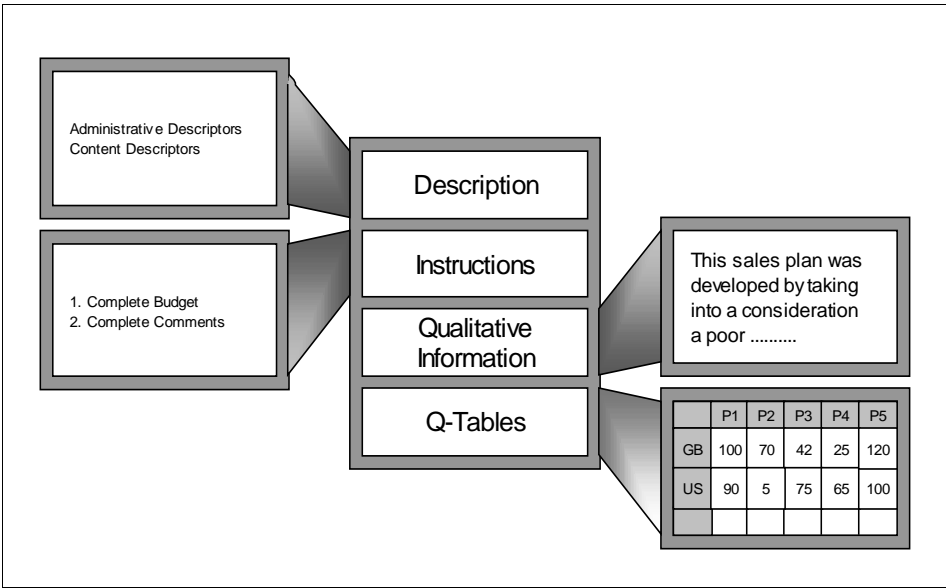 Administrative Descriptors
Content Descriptors
1. Complete Budget
2. Complete Comments
Description
Instructions
Qualitative
Information
Q-Tables
This sales plan was
developed by taking
into a consideration
a poor ..........
P1 P2 P3 P4 P5
GB 100 70 42 25 120
US 90 5 75 65 100